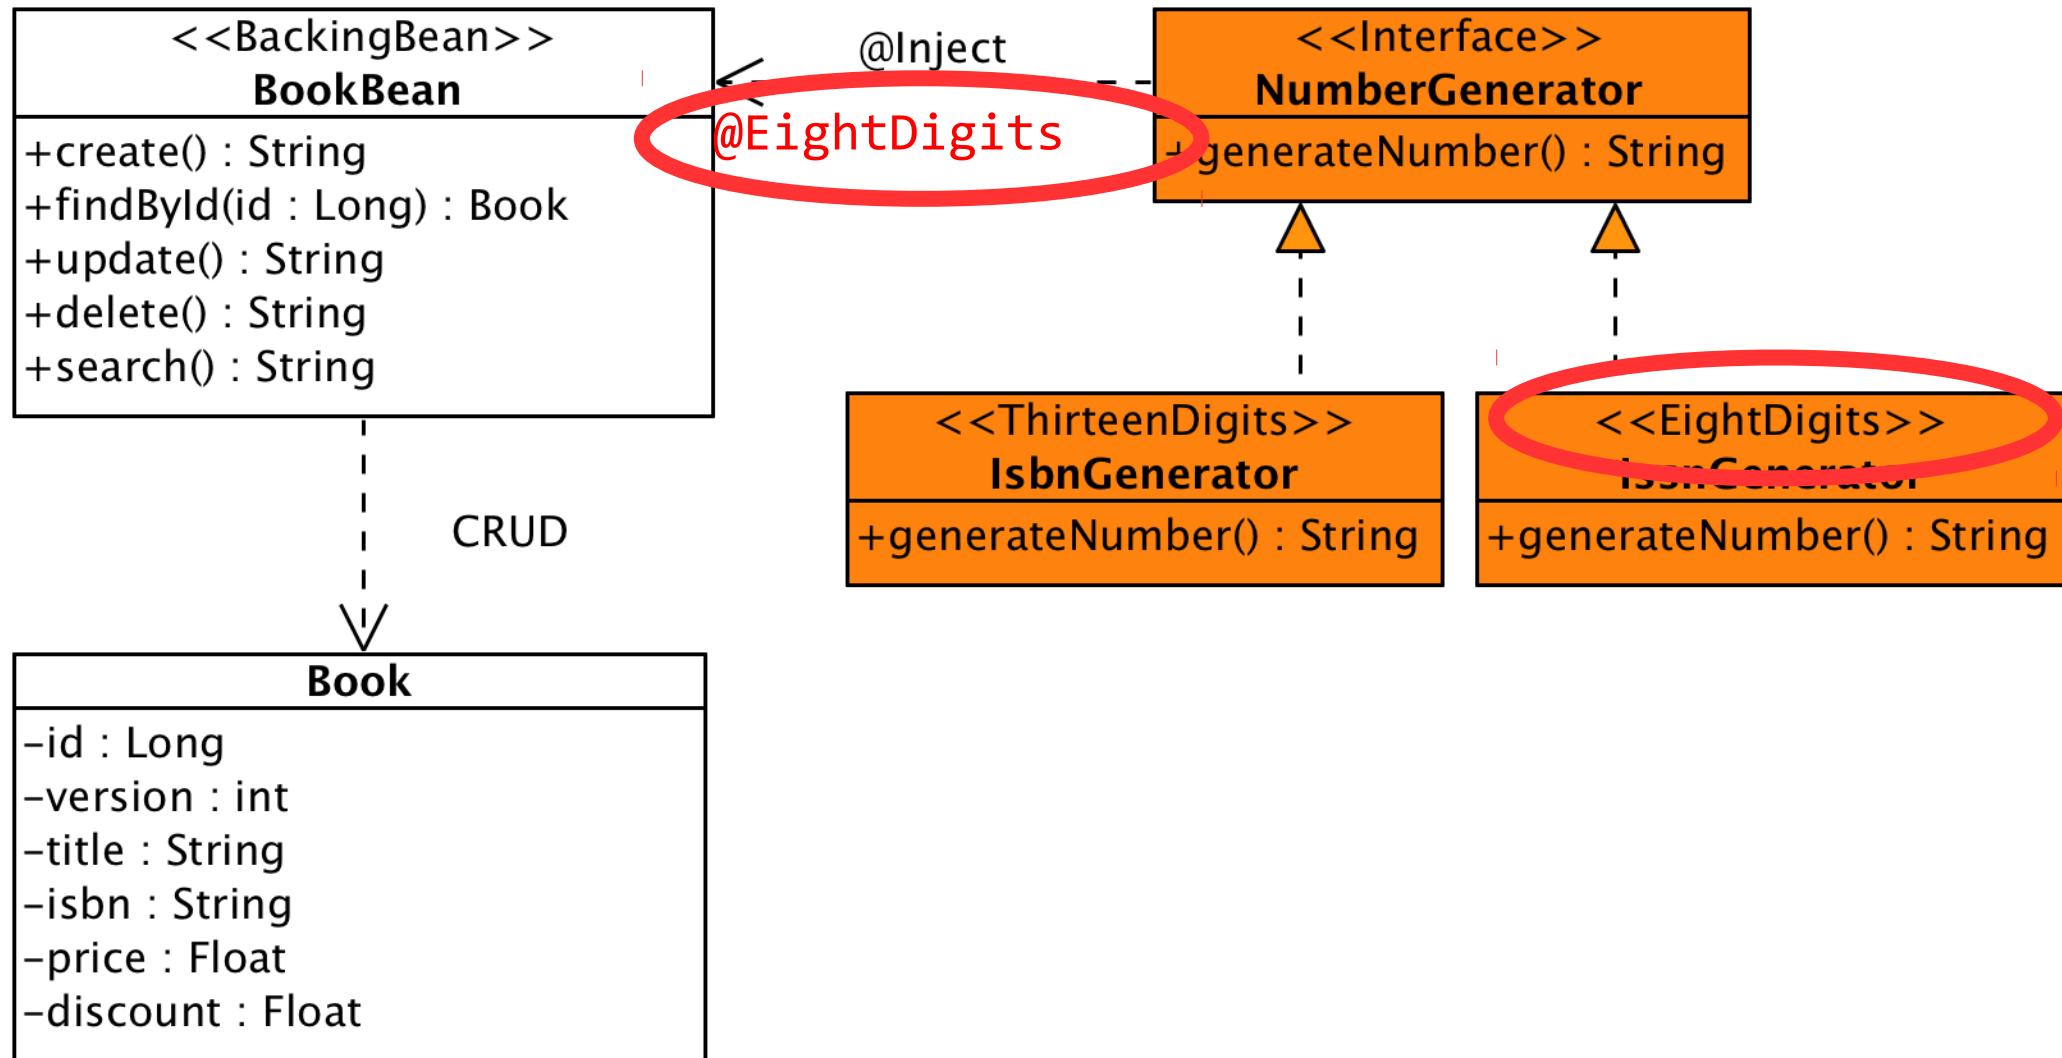 <<BackingBean>>
BookBean
+create() : String
+findById(id : Long) : Book
+update() : String
+delete() : String
+search() : String
@Inject
@EightDigits
<<Interface>>
NumberGenerator
+generateNumber() : String
<<ThirteenDigits>>
IsbnGenerator
+generateNumber() : String
<<EightDigits>>
IssnGenerator
+generateNumber() : String
CRUD
Book
-id : Long
-version : int
-title : String
-isbn : String
-price : Float
-discount : Float